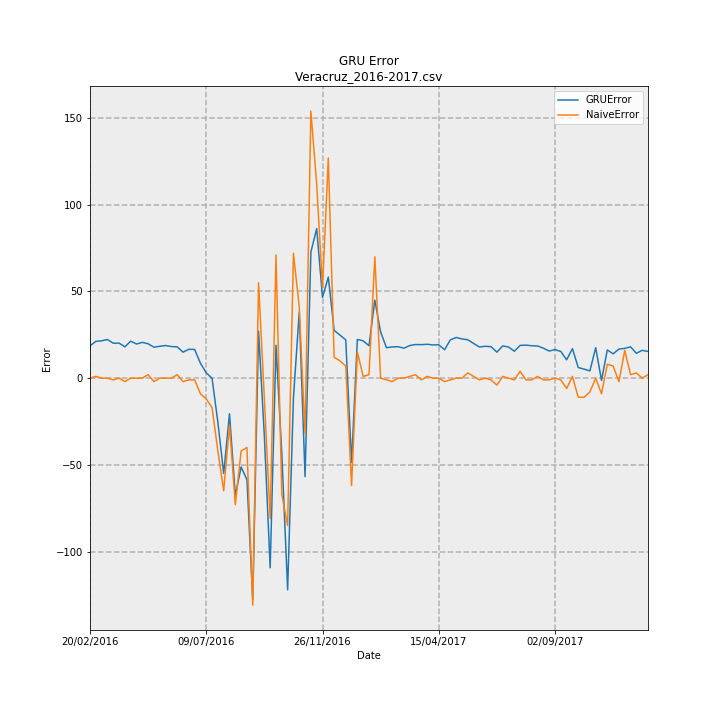 GRU Error
Veracruz_2016-2017.csv
GRUError
NaiveError
150
100
50
0
−50
−100
Error
20/02/2016
09/07/2016
26/11/2016
15/04/2017
02/09/2017
Date